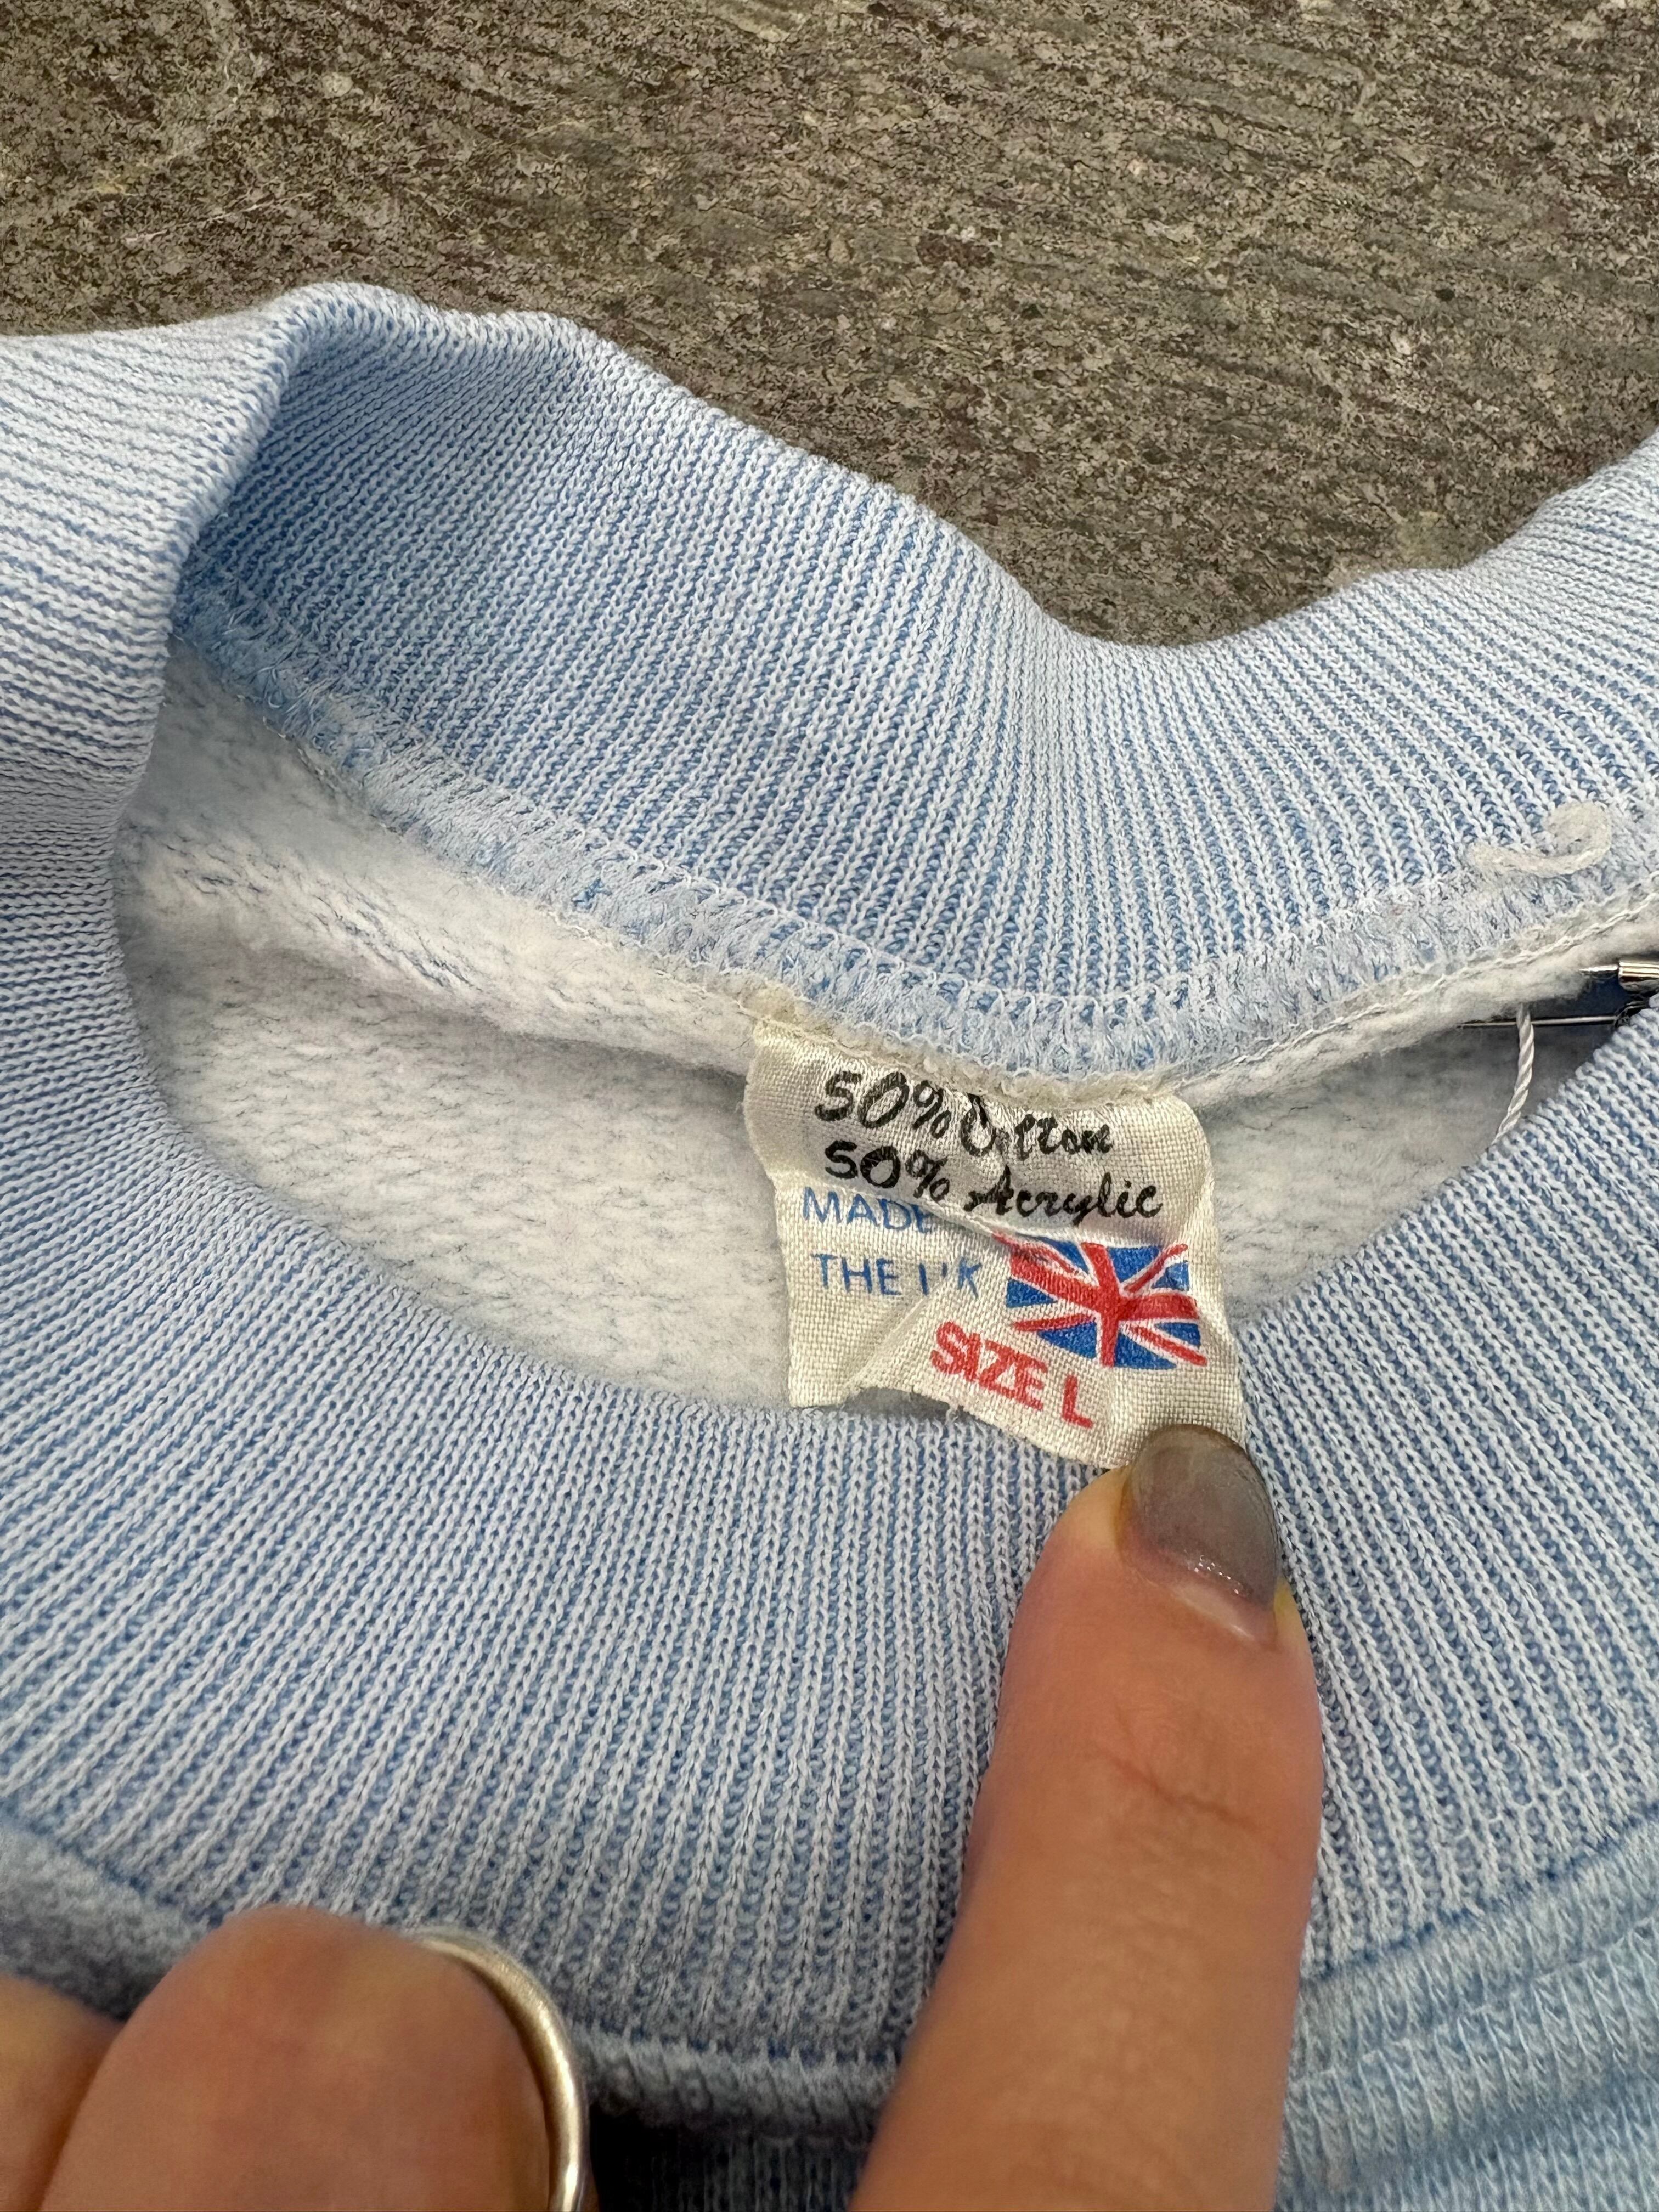 50% Cotton
50% Acrylic
MADE
THE UK
SIZE L